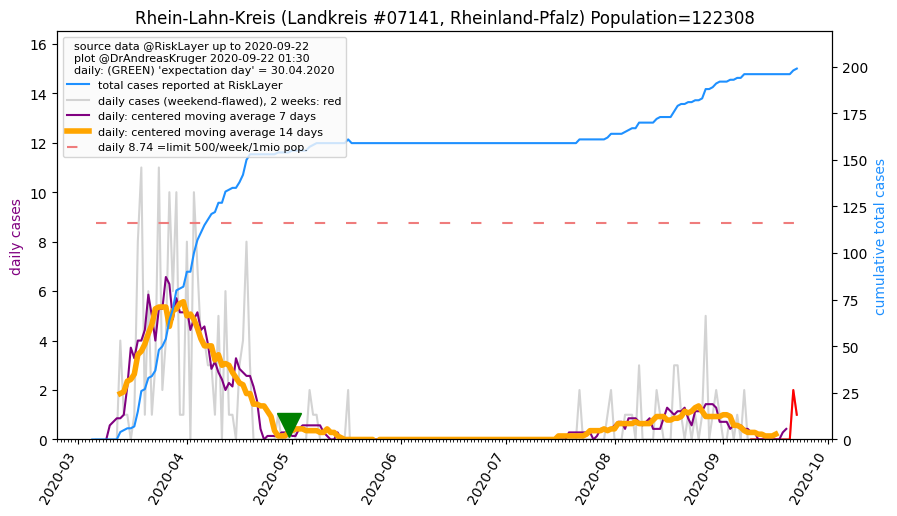 Rhein-Lahn-Kreis (Landkreis #07141, Rheinland-Pfalz) Population=122308
source data @RiskLayer up to 2020-09-22
plot @DrAndreasKruger 2020-09-22 01:30
daily: (GREEN) 'expectation day' = 30.04.2020
total cases reported at RiskLayer
daily cases (weekend-flawed), 2 weeks: red
daily: centered moving average 7 days
daily: centered moving average 14 days
daily 8.74 =limit 500/week/1mio pop.
daily cases
16
14
12
10
8
6
4
2
0
cumulative total cases
200
175
150
125
100
75
50
25
0
2020-03
2020-04
2020-05
2020-06
2020-07
2020-08
2020-09
2020-10